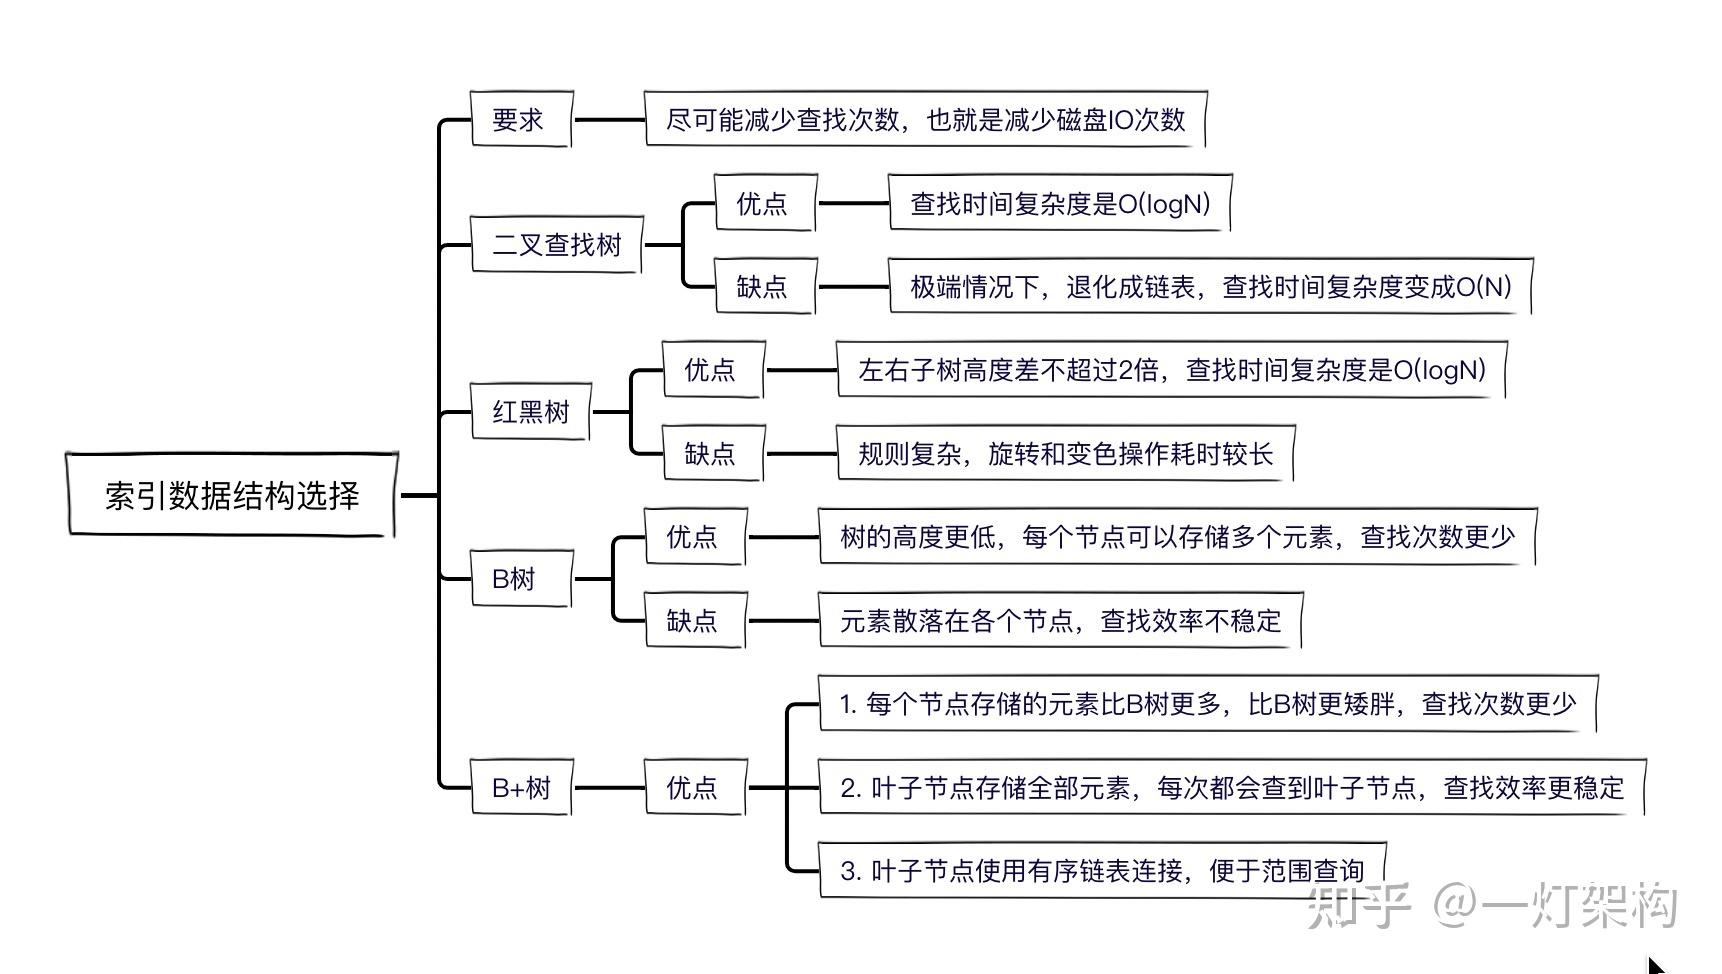 索引数据结构选择
要求
尽可能减少查找次数，也就是减少磁盘IO次数
二叉查找树
优点
查找时间复杂度是O(logN)
缺点
极端情况下，退化成链表，查找时间复杂度变成O(N)
红黑树
优点
左右子树高度差不超过2倍，查找时间复杂度是O(logN)
缺点
规则复杂，旋转和变色操作耗时较长
B树
优点
树的高度更低，每个节点可以存储多个元素，查找次数更少
缺点
元素散落在各个节点，查找效率不稳定
B+树
优点
1. 每个节点存储的元素比B树更多，比B树更矮胖，查找次数更少
2. 叶子节点存储全部元素，每次都会查到叶子节点，查找效率更稳定
3. 叶子节点使用有序链表连接，便于范围查询
知乎 @一灯架构